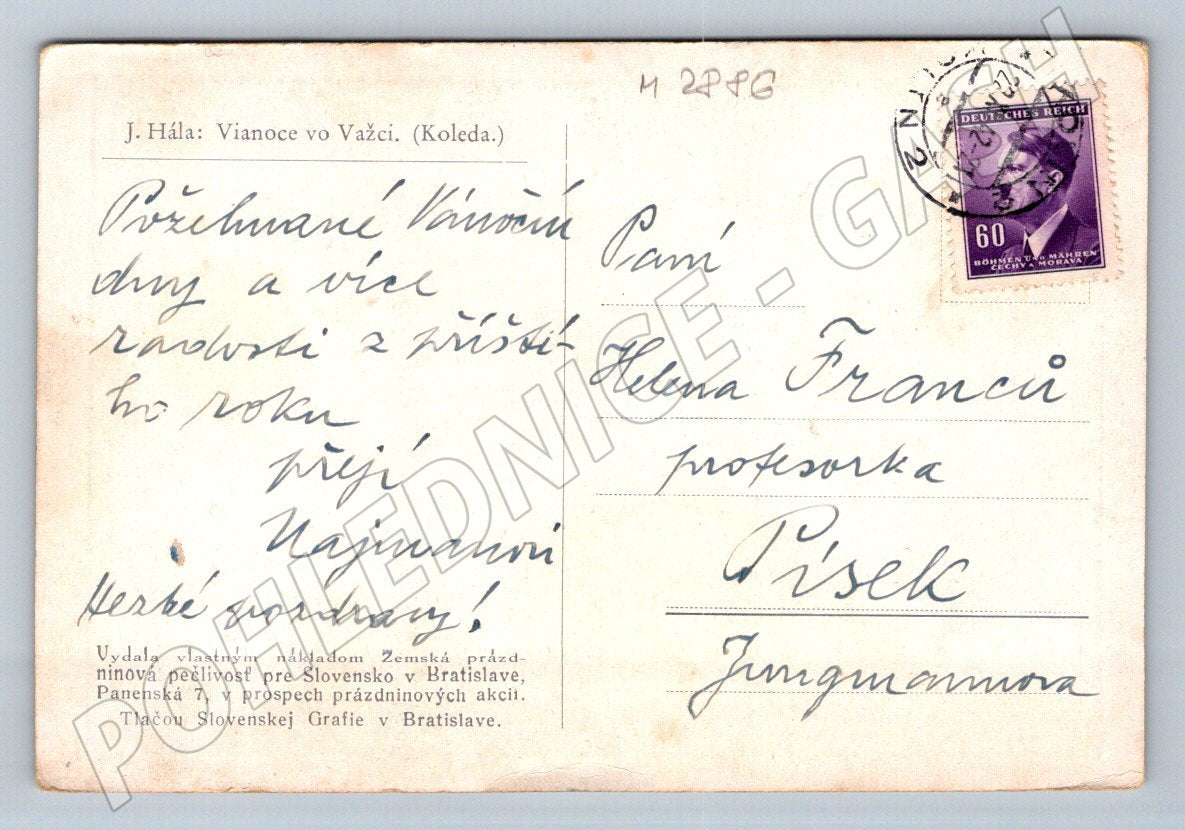 M 2886
J. Hála: Vianoce vo Važci. (Koleda.)
Požehnané Vánoční
dny a více
radosti z příští-
ho roku
přejí
Najmanovi
Hezké pozdravy!
Vydala vlastným nákladom Zemská prázd-
ninová pečlivosť pre Slovensko v Bratislave,
Panenská 7, v prospech prázdninových akcií.
Tlačou Slovenskej Grafie v Bratislave.
DEUTSCHES REICH
60
BÖHMEN UND MÄHREN
ČECHY A MORAVA
Paní
Helena Franců
profesorka
Písek
Jungmannova
POHLEDNICE - GACH